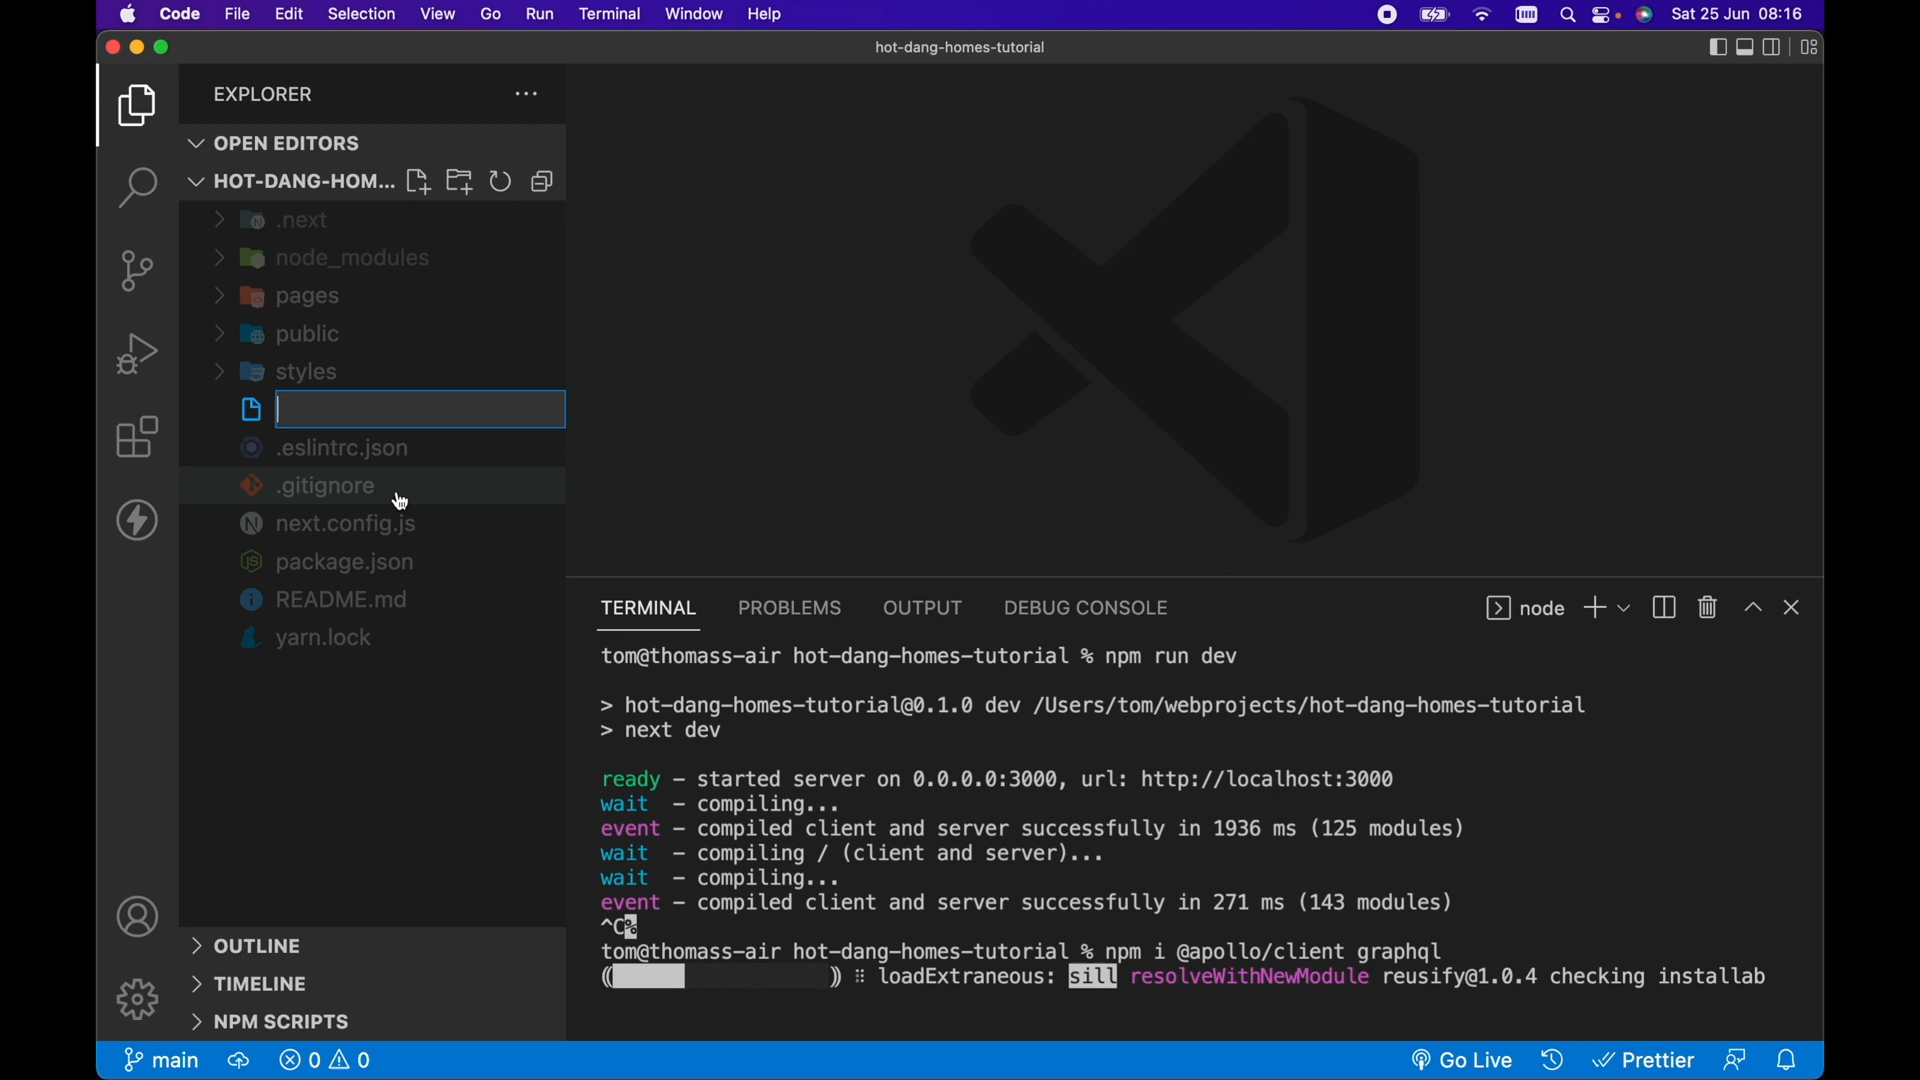 Code File Edit Selection View Go Run Terminal Window Help Sat 25 Jun 08:16
hot-dang-homes-tutorial
EXPLORER
OPEN EDITORS
HOT-DANG-HOM...
.next
node_modules
pages
public
styles
.eslintrc.json
.gitignore
next.config.js
package.json
README.md
yarn.lock
OUTLINE
TIMELINE
NPM SCRIPTS
TERMINAL PROBLEMS OUTPUT DEBUG CONSOLE node
tom@thomass-air hot-dang-homes-tutorial % npm run dev
> hot-dang-homes-tutorial@0.1.0 dev /Users/tom/webprojects/hot-dang-homes-tutorial
> next dev
ready - started server on 0.0.0.0:3000, url: http://localhost:3000
wait - compiling...
event - compiled client and server successfully in 1936 ms (125 modules)
wait - compiling / (client and server)...
wait - compiling...
event - compiled client and server successfully in 271 ms (143 modules)
^C%
tom@thomass-air hot-dang-homes-tutorial % npm i @apollo/client graphql
(( )) ⠿ loadExtraneous: sill resolveWithNewModule reusify@1.0.4 checking installab
main 0 0 Go Live Prettier